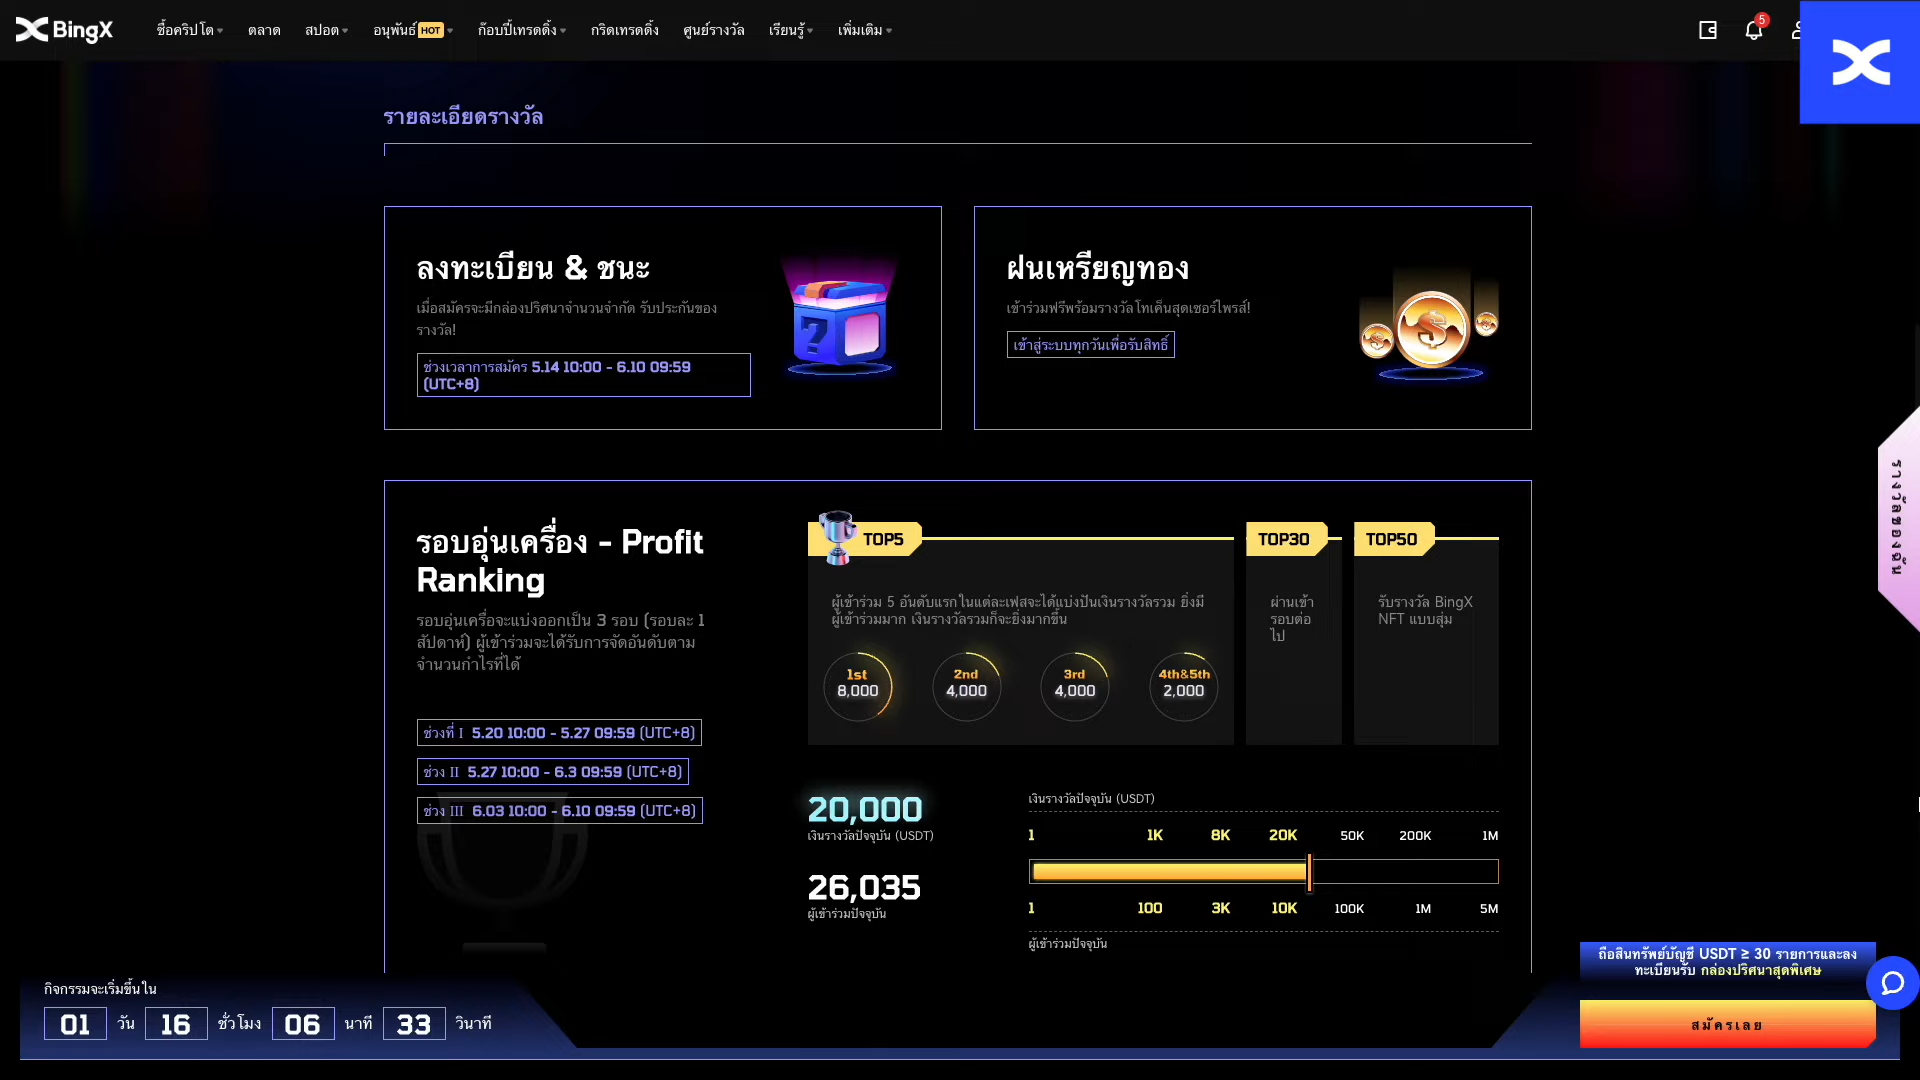 BingX
ซื้อคริปโต
ตลาด
สปอต
อนุพันธ์ HOT
ก๊อบปี้เทรดดิ้ง
กริดเทรดดิ้ง
ศูนย์รางวัล
เรียนรู้
เพิ่มเติม
5
รายละเอียดรางวัล
ลงทะเบียน & ชนะ
เมื่อสมัครจะมีกล่องปริศนาจำนวนจำกัด รับประกันของ
รางวัล!
ช่วงเวลาการสมัคร 5.14 10:00 - 6.10 09:59
(UTC+8)
ฝนเหรียญทอง
เข้าร่วมฟรีพร้อมรางวัลโทเค็นสุดเซอร์ไพรส์!
เข้าสู่ระบบทุกวันเพื่อรับสิทธิ์
รางวัลของฉัน
รอบอุ่นเครื่อง - Profit
Ranking
รอบอุ่นเครื่อจะแบ่งออกเป็น 3 รอบ (รอบละ 1
สัปดาห์) ผู้เข้าร่วมจะได้รับการจัดอันดับตาม
จำนวนกำไรที่ได้
ช่วงที่ I 5.20 10:00 - 5.27 09:59 (UTC+8)
ช่วง II 5.27 10:00 - 6.3 09:59 (UTC+8)
ช่วง III 6.03 10:00 - 6.10 09:59 (UTC+8)
TOP5
ผู้เข้าร่วม 5 อันดับแรกในแต่ละเฟสจะได้แบ่งปันเงินรางวัลรวม ยิ่งมี
ผู้เข้าร่วมมาก เงินรางวัลรวมก็จะยิ่งมากขึ้น
1st
8,000
2nd
4,000
3rd
4,000
4th&5th
2,000
TOP30
ผ่านเข้า
รอบต่อ
ไป
TOP50
รับรางวัล BingX
NFT แบบสุ่ม
20,000
เงินรางวัลปัจจุบัน (USDT)
26,035
ผู้เข้าร่วมปัจจุบัน
เงินรางวัลปัจจุบัน (USDT)
1 1K 8K 20K 50K 200K 1M
1 100 3K 10K 100K 1M 5M
ผู้เข้าร่วมปัจจุบัน
กิจกรรมจะเริ่มขึ้นใน
01 วัน 16 ชั่วโมง 06 นาที 33 วินาที
ถือสินทรัพย์บัญชี USDT ≥ 30 รายการและลง
ทะเบียนรับ กล่องปริศนาสุดพิเศษ
สมัครเลย